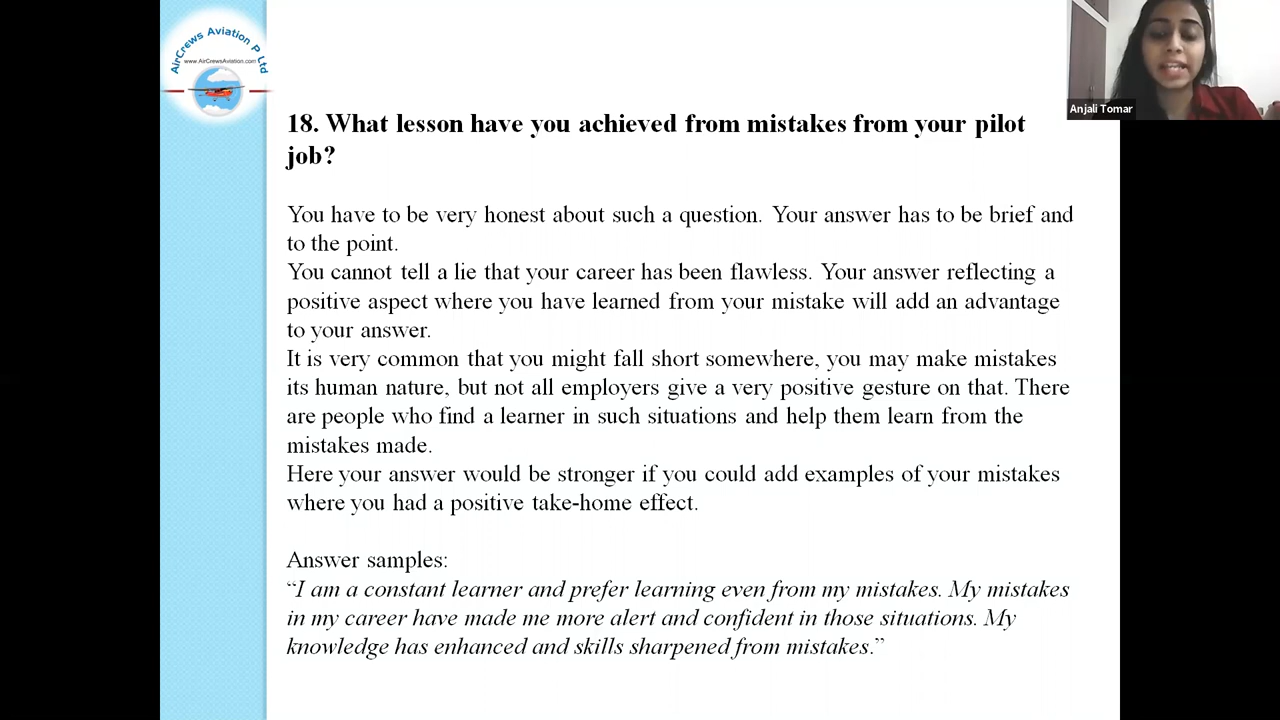 AirCrews Aviation P Ltd
www.AirCrewsAviation.com
Anjali Tomar
18. What lesson have you achieved from mistakes from your pilot
job?
You have to be very honest about such a question. Your answer has to be brief and
to the point.
You cannot tell a lie that your career has been flawless. Your answer reflecting a
positive aspect where you have learned from your mistake will add an advantage
to your answer.
It is very common that you might fall short somewhere, you may make mistakes
its human nature, but not all employers give a very positive gesture on that. There
are people who find a learner in such situations and help them learn from the
mistakes made.
Here your answer would be stronger if you could add examples of your mistakes
where you had a positive take-home effect.
Answer samples:
“I am a constant learner and prefer learning even from my mistakes. My mistakes
in my career have made me more alert and confident in those situations. My
knowledge has enhanced and skills sharpened from mistakes.”